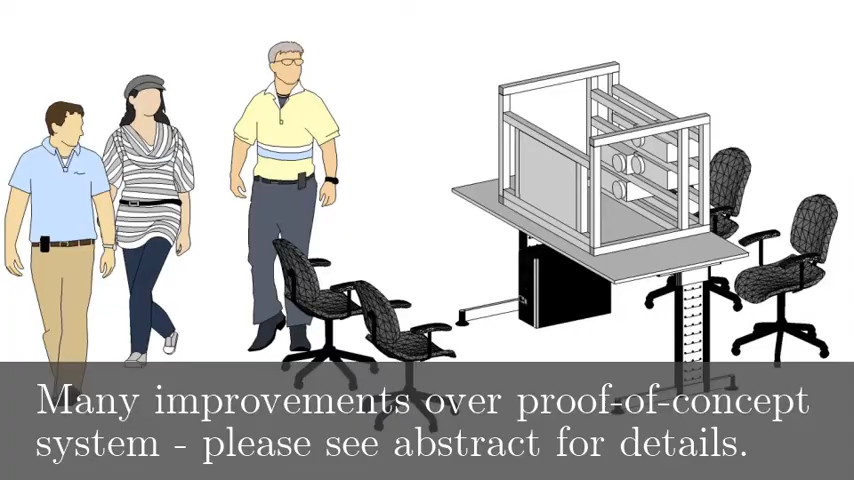 Many improvements over proof-of-concept
system - please see abstract for details.